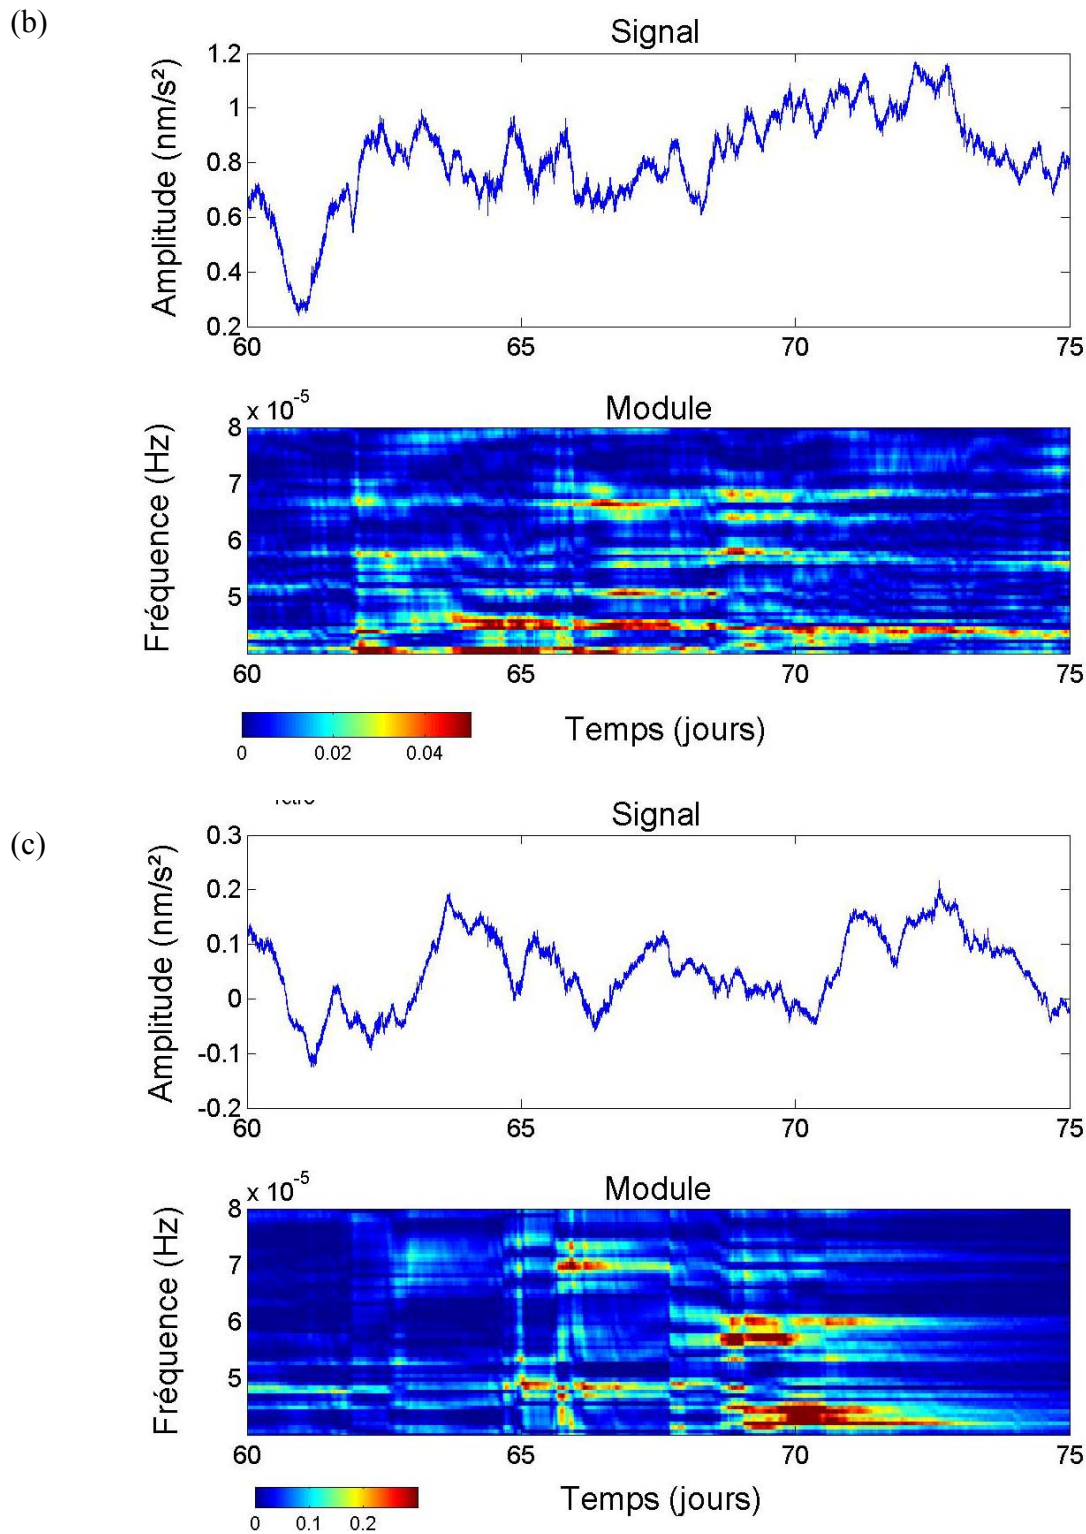 (b)
Signal
Amplitude (nm/s²)
1.2
1
0.8
0.6
0.4
0.2
60 65 70 75
x 10⁻⁵
Module
Fréquence (Hz)
8
7
6
5
60 65 70 75
0 0.02 0.04
Temps (jours)
(c)
Signal
Amplitude (nm/s²)
0.3
0.2
0.1
0
-0.1
-0.2
60 65 70 75
x 10⁻⁵
Module
Fréquence (Hz)
8
7
6
5
60 65 70 75
0 0.1 0.2
Temps (jours)